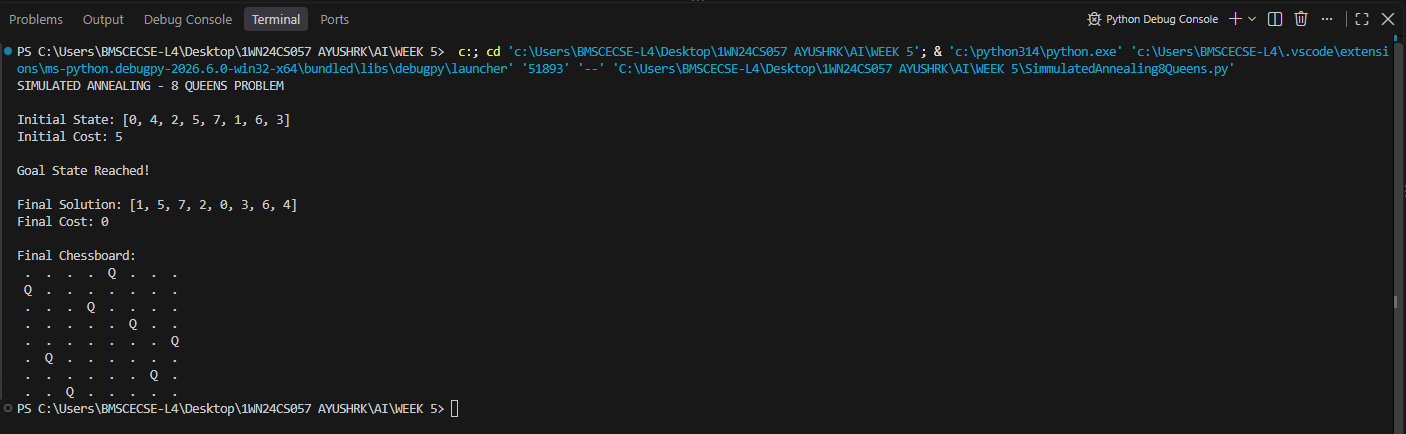 Problems Output Debug Console Terminal Ports Python Debug Console
PS C:\Users\BMSCECSE-L4\Desktop\1WN24CS057 AYUSHRK\AI\WEEK 5> c:; cd 'c:\Users\BMSCECSE-L4\Desktop\1WN24CS057 AYUSHRK\AI\WEEK 5'; & 'c:\python314\python.exe' 'c:\Users\BMSCECSE-L4\.vscode\extensi
ons\ms-python.debugpy-2026.6.0-win32-x64\bundled\libs\debugpy\launcher' '51893' '--' 'C:\Users\BMSCECSE-L4\Desktop\1WN24CS057 AYUSHRK\AI\WEEK 5\SimmulatedAnnealing8Queens.py'
SIMULATED ANNEALING - 8 QUEENS PROBLEM
Initial State: [0, 4, 2, 5, 7, 1, 6, 3]
Initial Cost: 5
Goal State Reached!
Final Solution: [1, 5, 7, 2, 0, 3, 6, 4]
Final Cost: 0
Final Chessboard:
. . . . Q . . .
Q . . . . . . .
. . . Q . . . .
. . . . . Q . .
. . . . . . . Q
. Q . . . . . .
. . . . . . Q .
. . Q . . . . .
PS C:\Users\BMSCECSE-L4\Desktop\1WN24CS057 AYUSHRK\AI\WEEK 5>